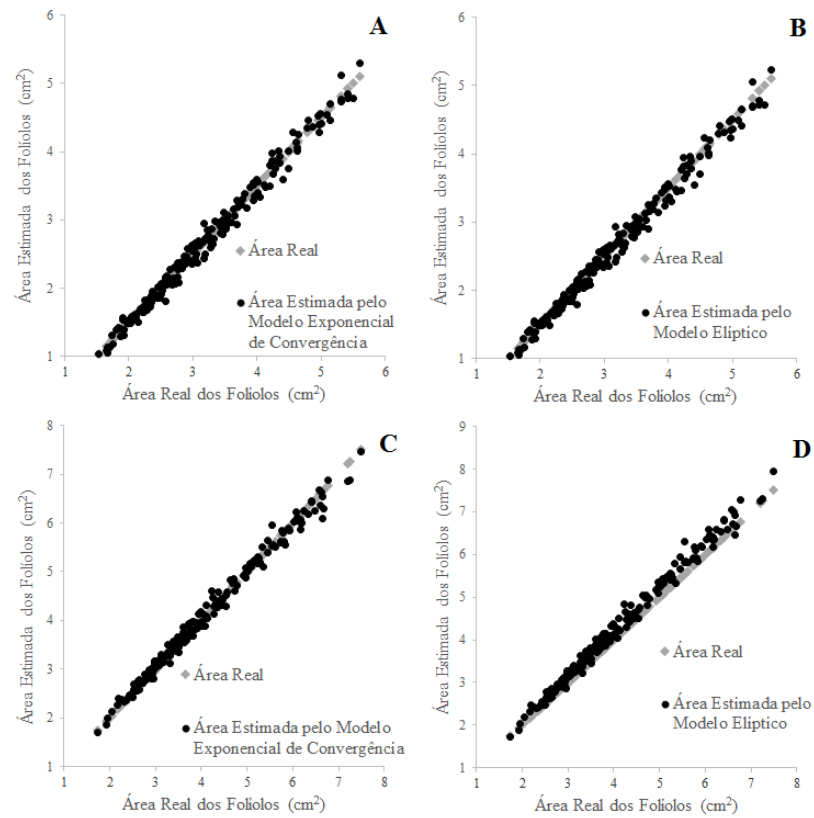 A
6
5
4
3
2
1
Área Estimada dos Folíolos (cm²)
Área Real
Área Estimada pelo
Modelo Exponencial
de Convergência
1 2 3 4 5 6
Área Real dos Folíolos (cm²)
B
6
5
4
3
2
1
Área Estimada de Folíolos (cm²)
Área Real
Área Estimada pelo
Modelo Elíptico
1 2 3 4 5 6
Área Real dos Folíolos (cm²)
C
8
7
6
5
4
3
2
1
Área Estimada dos Folíolos (cm²)
Área Real
Área Estimada pelo Modelo
Exponencial de Convergência
1 2 3 4 5 6 7 8
Área Real dos Folíolos (cm²)
D
9
8
7
6
5
4
3
2
1
Área Estimada dos Folíolos (cm²)
Área Real
Área Estimada pelo
Modelo Elíptico
1 2 3 4 5 6 7 8
Área Real dos Folíolos (cm²)